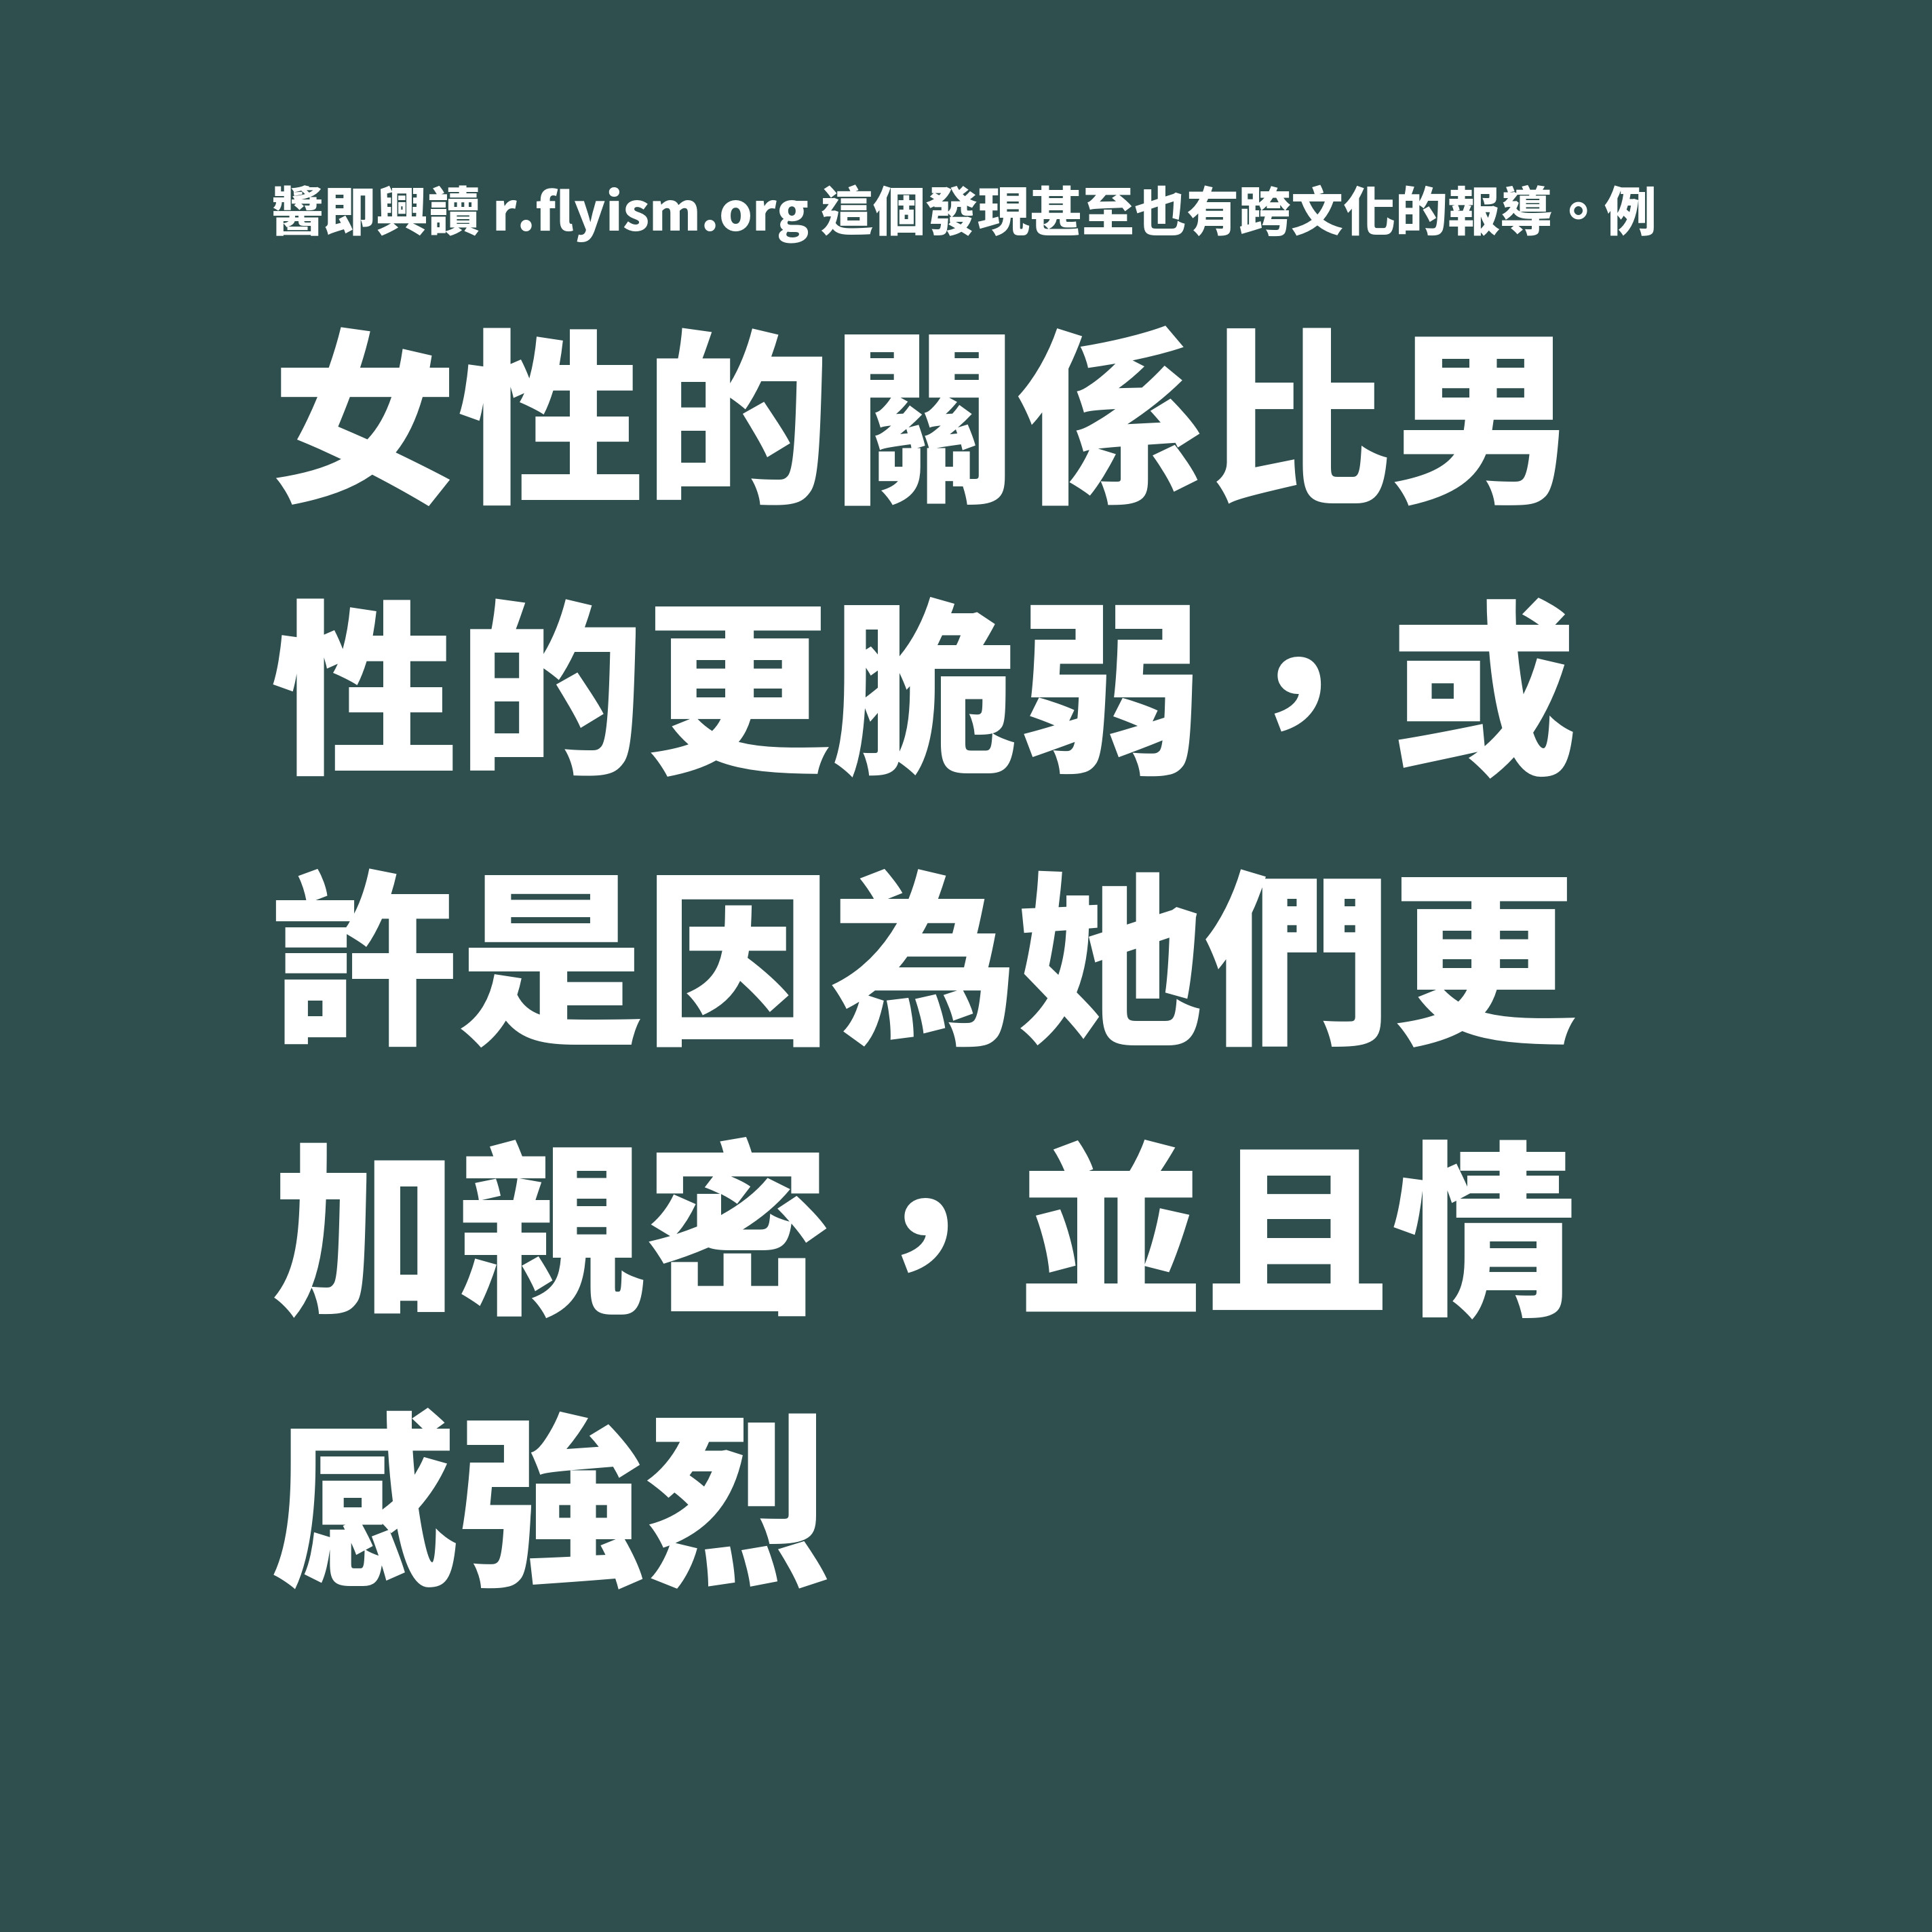 醫即眼讀 r.flyism.org 這個發現甚至也有跨文化的報導。例
女性的關係比男
性的更脆弱，或
許是因為她們更
加親密，並且情
感強烈